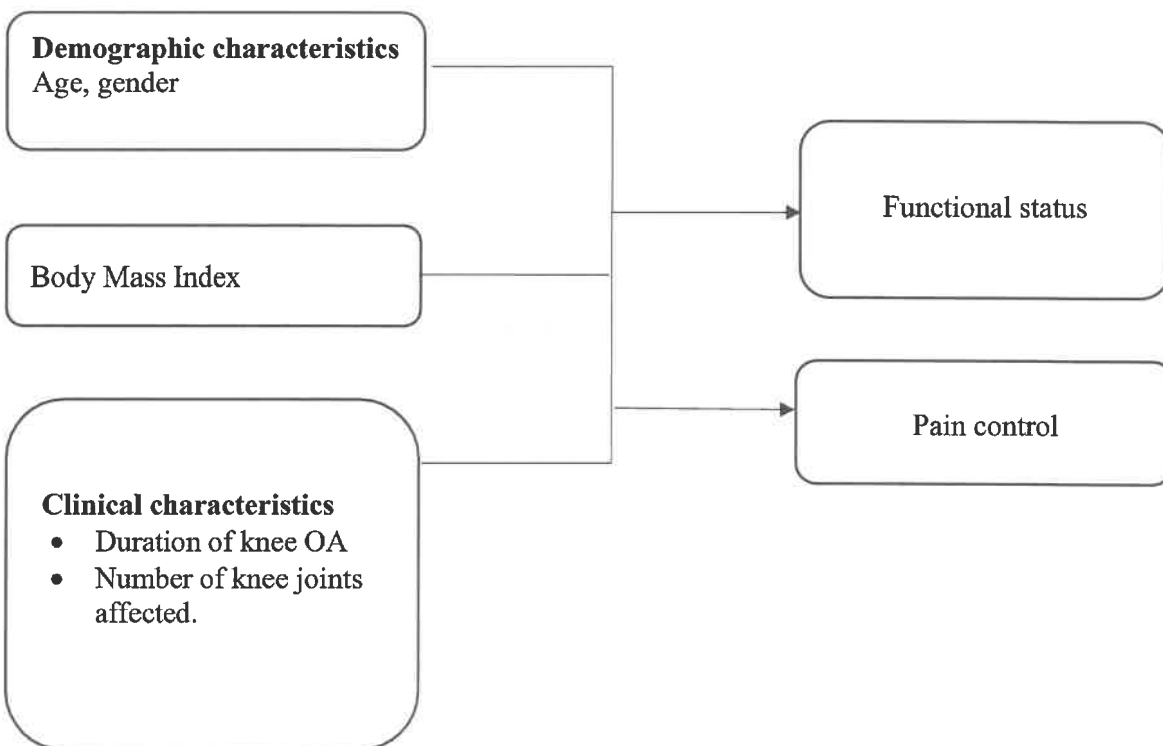 Demographic characteristics
Age, gender
Functional status
Body Mass Index
Pain control
Clinical characteristics
• Duration of knee OA
• Number of knee joints
affected.